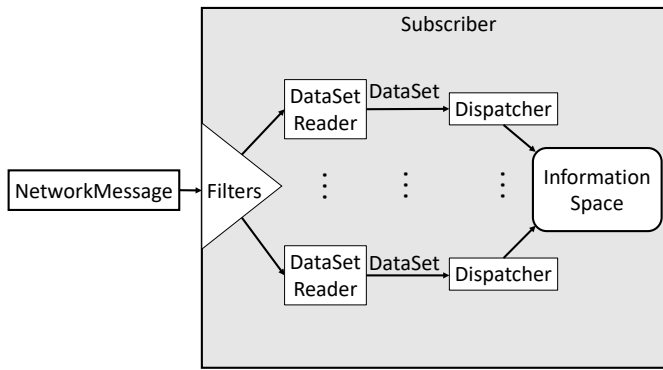 Subscriber
DataSet
Reader
DataSet
Dispatcher
NetworkMessage
Filters
Information
Space
DataSet
Reader
DataSet
Dispatcher